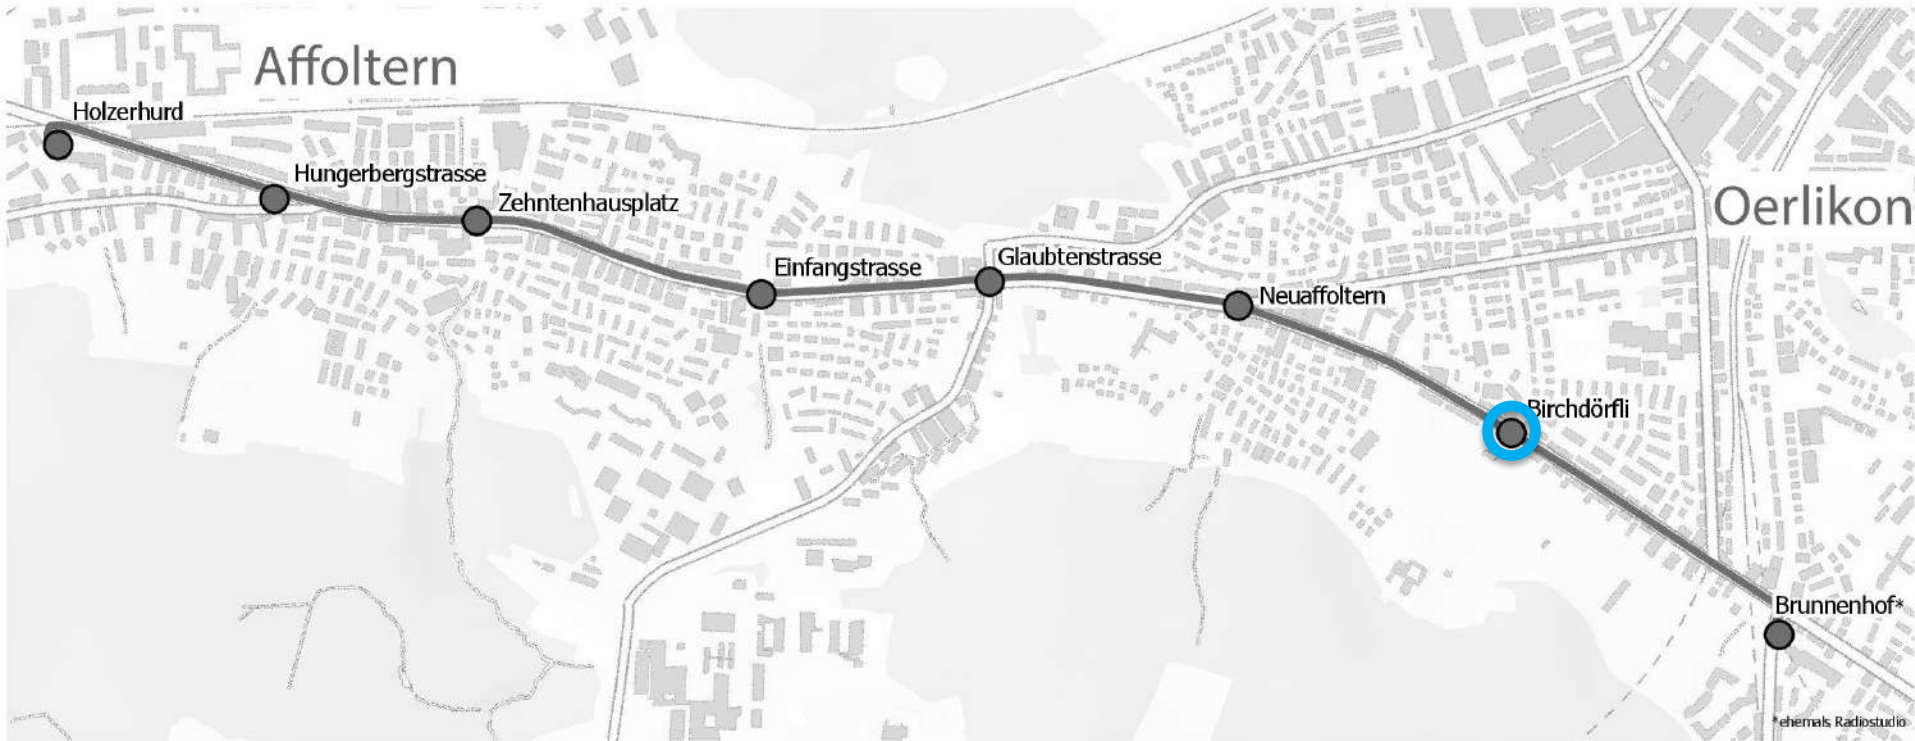 Affoltern
Holzerhurd
Hungerbergstrasse
Zehntenhausplatz
Oerlikon
Einfangstrasse
Glaubtenstrasse
Neuaffoltern
Birchdörfli
Brunnenhof*
*ehemals Radiostudio